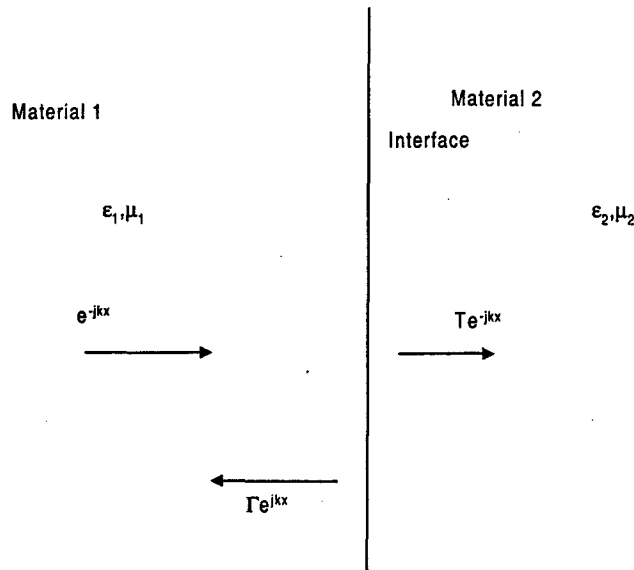 Material 1
Material 2
Interface
ε₁,μ₁
ε₂,μ₂
e⁻ʲᵏˣ
Te⁻ʲᵏˣ
Γeʲᵏˣ